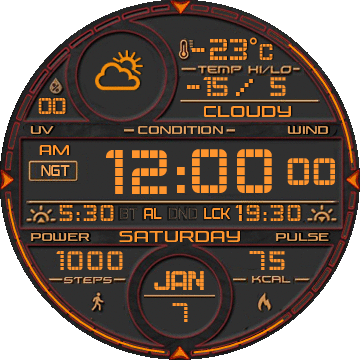 -23°C
TEMP HI/LO
-15 / 5
00
CLOUDY
UV CONDITION WIND
AM
NGT
12:00 00
5:30 BT AL DND LCK 19:30
POWER SATURDAY PULSE
1000
STEPS
JAN
7
75
KCAL